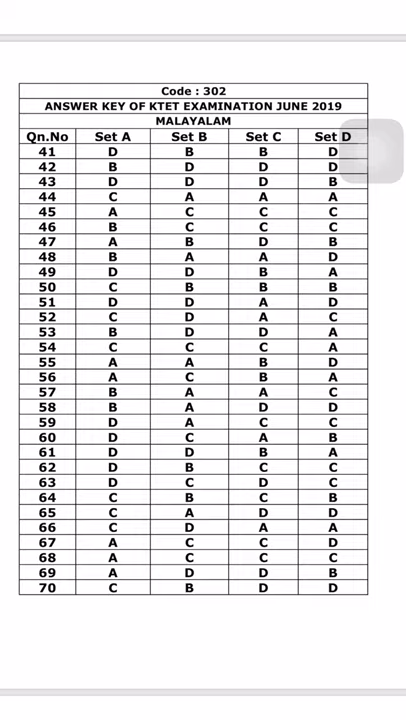 Code : 302
ANSWER KEY OF KTET EXAMINATION JUNE 2019
MALAYALAM
Qn.No Set A Set B Set C Set D
41 D B B D
42 B D D D
43 D D D B
44 C A A A
45 A C C C
46 B C C C
47 A B D B
48 B A A D
49 D D B A
50 C B B B
51 D D A D
52 C D A C
53 B D D A
54 C C C A
55 A A B D
56 A C B A
57 B A A C
58 B A D D
59 D A C C
60 D C A B
61 D D B A
62 D B C C
63 D C D C
64 C B C B
65 C A D D
66 C D A A
67 A C C D
68 A C C C
69 A D D B
70 C B D D